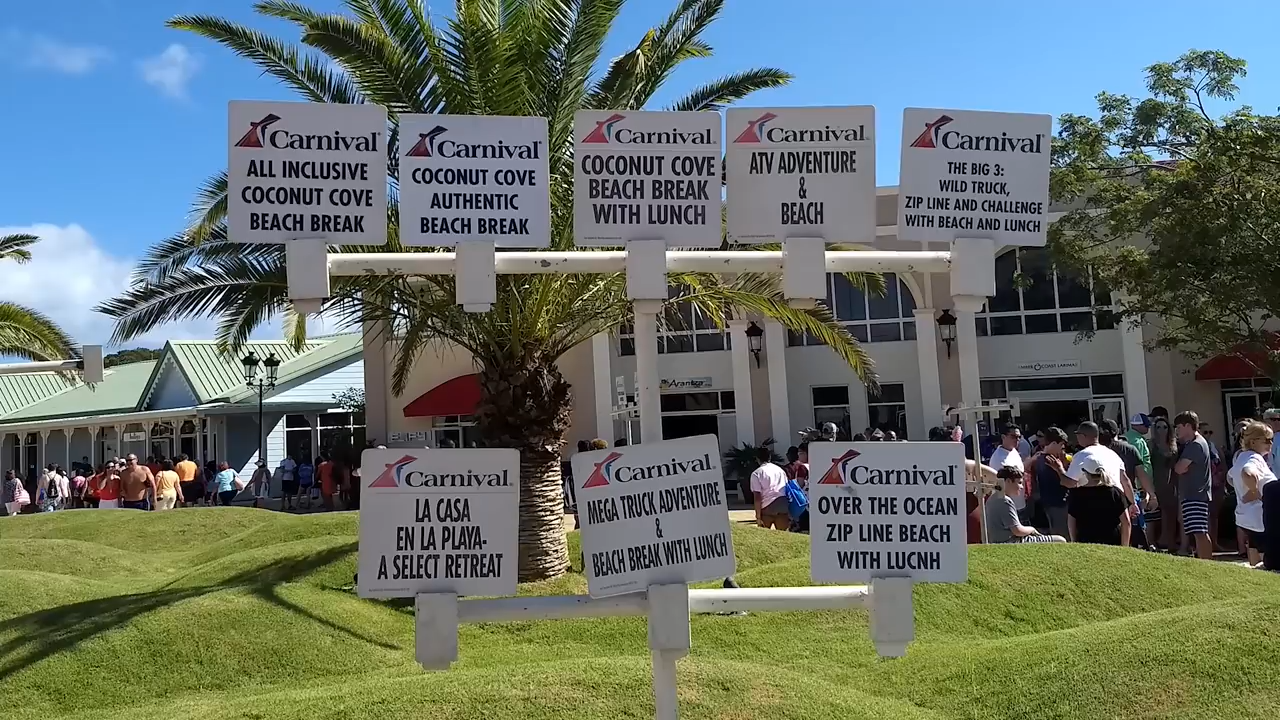 Carnival
ALL INCLUSIVE
COCONUT COVE
BEACH BREAK
Carnival
COCONUT COVE
AUTHENTIC
BEACH BREAK
Carnival
COCONUT COVE
BEACH BREAK
WITH LUNCH
Carnival
ATV ADVENTURE
&
BEACH
Carnival
THE BIG 3:
WILD TRUCK,
ZIP LINE AND CHALLENGE
WITH BEACH AND LUNCH
Arantza
Carnival
LA CASA
EN LA PLAYA-
A SELECT RETREAT
Carnival
MEGA TRUCK ADVENTURE
&
BEACH BREAK WITH LUNCH
Carnival
OVER THE OCEAN
ZIP LINE BEACH
WITH LUCNH